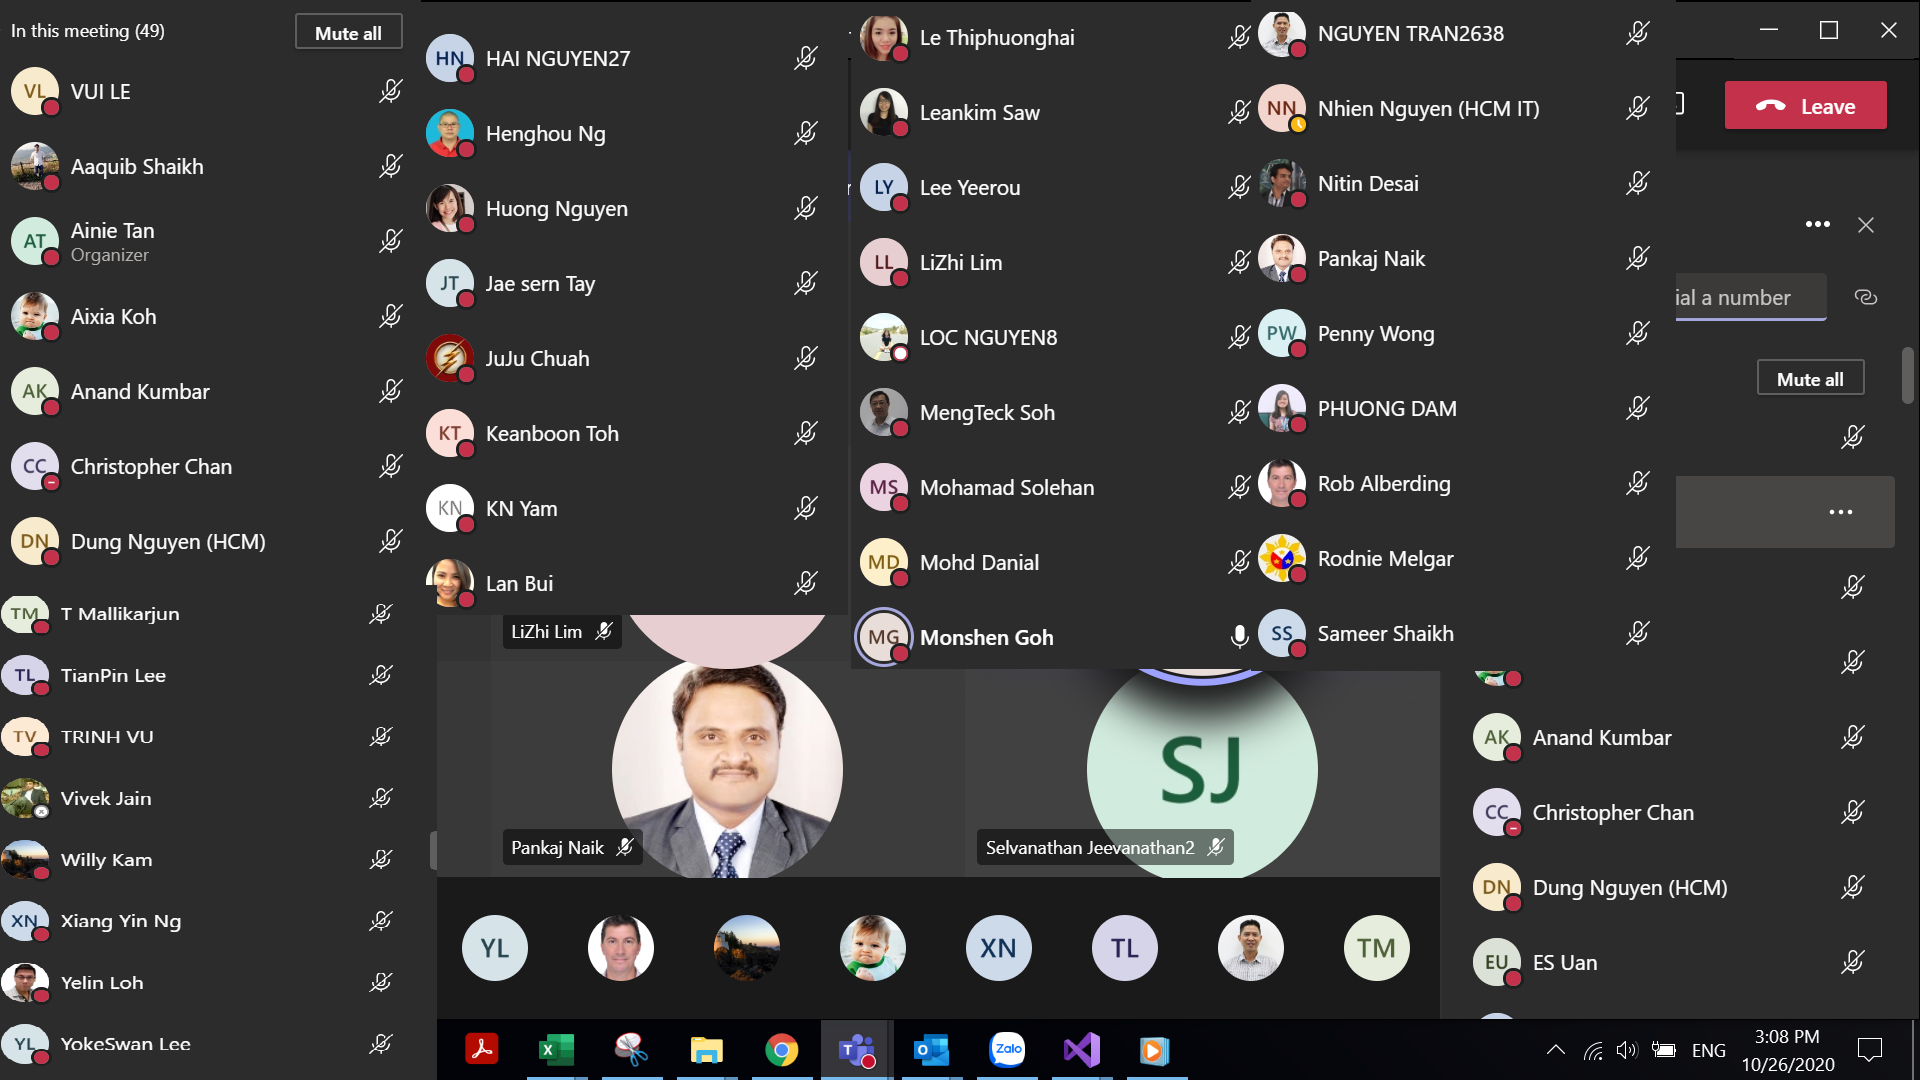 In this meeting (49)
Mute all
VL
VUI LE
Aaquib Shaikh
AT
Ainie Tan
Organizer
Aixia Koh
AK
Anand Kumbar
CC
Christopher Chan
DN
Dung Nguyen (HCM)
TM
T Mallikarjun
TL
TianPin Lee
TV
TRINH VU
Vivek Jain
Willy Kam
XN
Xiang Yin Ng
Yelin Loh
YL
YokeSwan Lee
HN
HAI NGUYEN27
Henghou Ng
Huong Nguyen
JT
Jae sern Tay
JuJu Chuah
KT
Keanboon Toh
KN
KN Yam
Lan Bui
Le Thiphuonghai
Leankim Saw
LY
Lee Yeerou
LL
LiZhi Lim
LOC NGUYEN8
MengTeck Soh
MS
Mohamad Solehan
MD
Mohd Danial
MG
Monshen Goh
NGUYEN TRAN2638
NN
Nhien Nguyen (HCM IT)
Nitin Desai
Pankaj Naik
PW
Penny Wong
PHUONG DAM
Rob Alberding
Rodnie Melgar
SS
Sameer Shaikh
Leave
ial a number
Mute all
AK
Anand Kumbar
CC
Christopher Chan
DN
Dung Nguyen (HCM)
EU
ES Uan
LiZhi Lim
Pankaj Naik
SJ
Selvanathan Jeevanathan2
YL
XN
TL
TM
Zalo
ENG
3:08 PM
10/26/2020